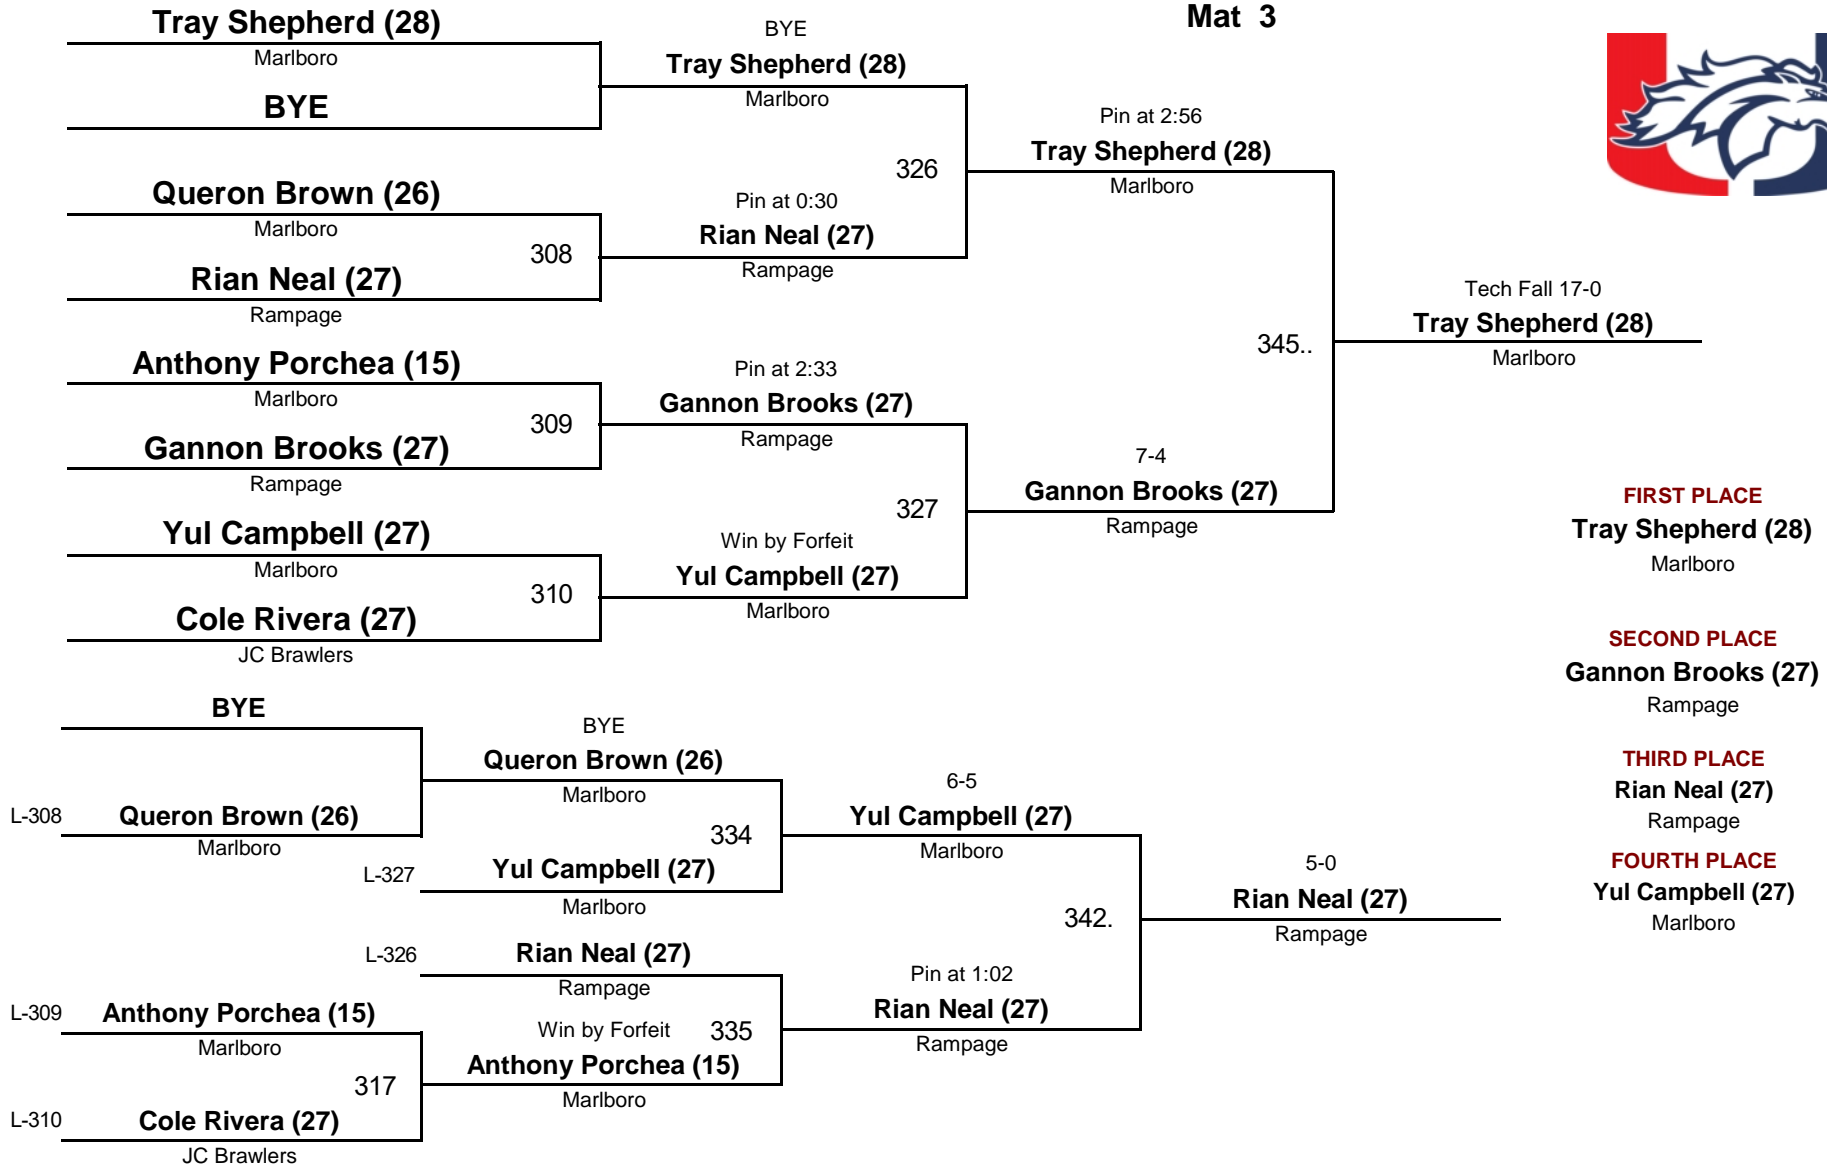 Mat 3
Tray Shepherd (28)
Marlboro
BYE
Queron Brown (26)
Marlboro
308
Rian Neal (27)
Rampage
Anthony Porchea (15)
Marlboro
309
Gannon Brooks (27)
Rampage
Yul Campbell (27)
Marlboro
310
Cole Rivera (27)
JC Brawlers
BYE
Tray Shepherd (28)
Marlboro
326
Pin at 0:30
Rian Neal (27)
Rampage
Pin at 2:33
Gannon Brooks (27)
Rampage
327
Win by Forfeit
Yul Campbell (27)
Marlboro
Pin at 2:56
Tray Shepherd (28)
Marlboro
345..
7-4
Gannon Brooks (27)
Rampage
Tech Fall 17-0
Tray Shepherd (28)
Marlboro
FIRST PLACE
Tray Shepherd (28)
Marlboro
SECOND PLACE
Gannon Brooks (27)
Rampage
THIRD PLACE
Rian Neal (27)
Rampage
FOURTH PLACE
Yul Campbell (27)
Marlboro
BYE
L-308
Queron Brown (26)
Marlboro
L-309
Anthony Porchea (15)
Marlboro
317
L-310
Cole Rivera (27)
JC Brawlers
BYE
Queron Brown (26)
Marlboro
334
L-327
Yul Campbell (27)
Marlboro
L-326
Rian Neal (27)
Rampage
Win by Forfeit
335
Anthony Porchea (15)
Marlboro
6-5
Yul Campbell (27)
Marlboro
342.
Pin at 1:02
Rian Neal (27)
Rampage
5-0
Rian Neal (27)
Rampage